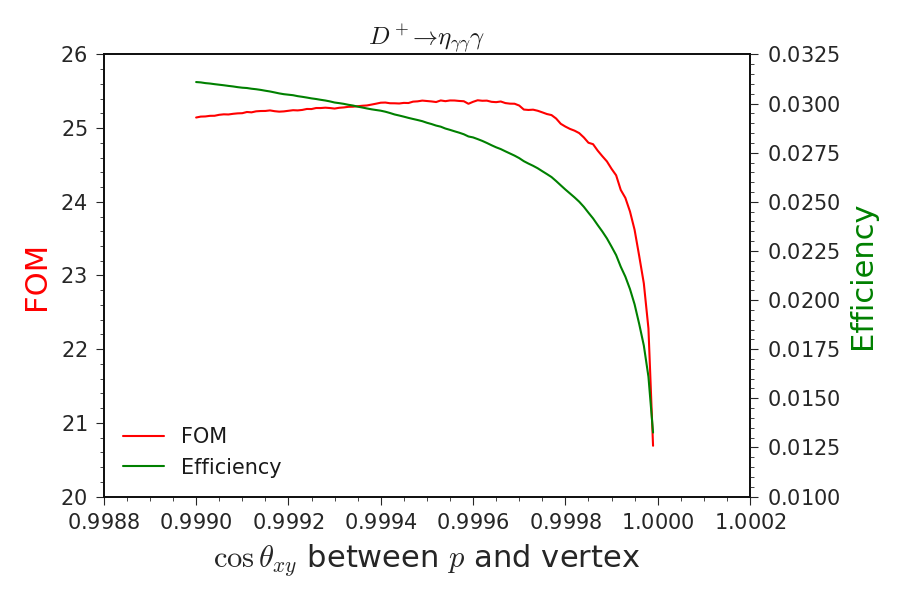 D⁺→η_γγγ
26
25
24
23
22
21
20
FOM
0.0325
0.0300
0.0275
0.0250
0.0225
0.0200
0.0175
0.0150
0.0125
0.0100
Efficiency
FOM
Efficiency
0.9988 0.9990 0.9992 0.9994 0.9996 0.9998 1.0000 1.0002
cos θ_xy between p and vertex